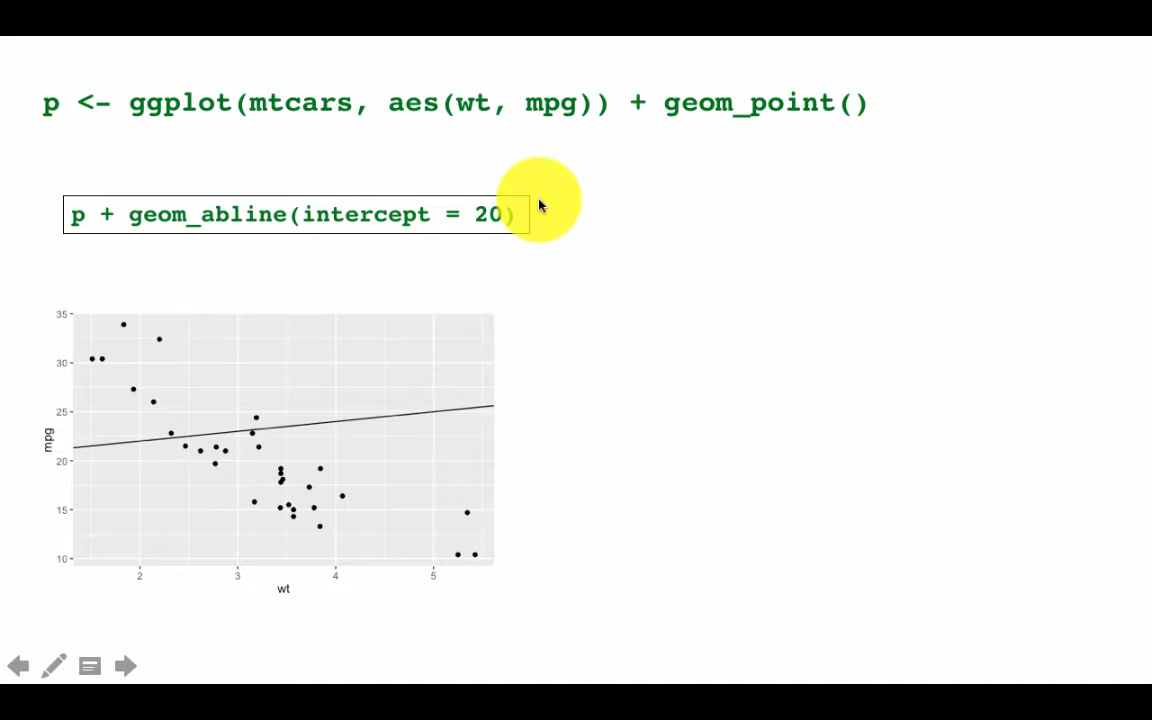 p <- ggplot(mtcars, aes(wt, mpg)) + geom_point()
p + geom_abline(intercept = 20)
35
30
25
20
15
10
mpg
2 3 4 5
wt